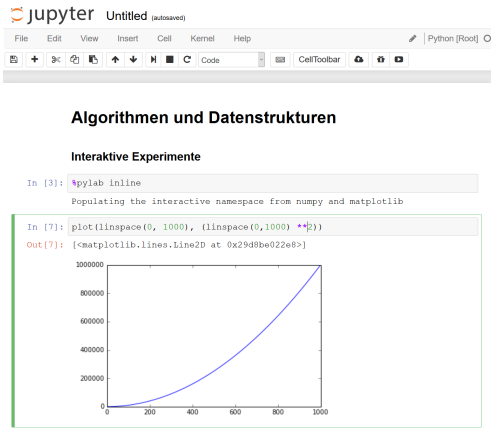 jupyter Untitled (autosaved)
File Edit View Insert Cell Kernel Help Python [Root]
Code CellToolbar
Algorithmen und Datenstrukturen
Interaktive Experimente
In [3]: %pylab inline
Populating the interactive namespace from numpy and matplotlib
In [7]: plot(linspace(0, 1000), (linspace(0,1000) **2))
Out[7]: [<matplotlib.lines.Line2D at 0x29d8be022e8>]
1000000
800000
600000
400000
200000
0
0 200 400 600 800 1000